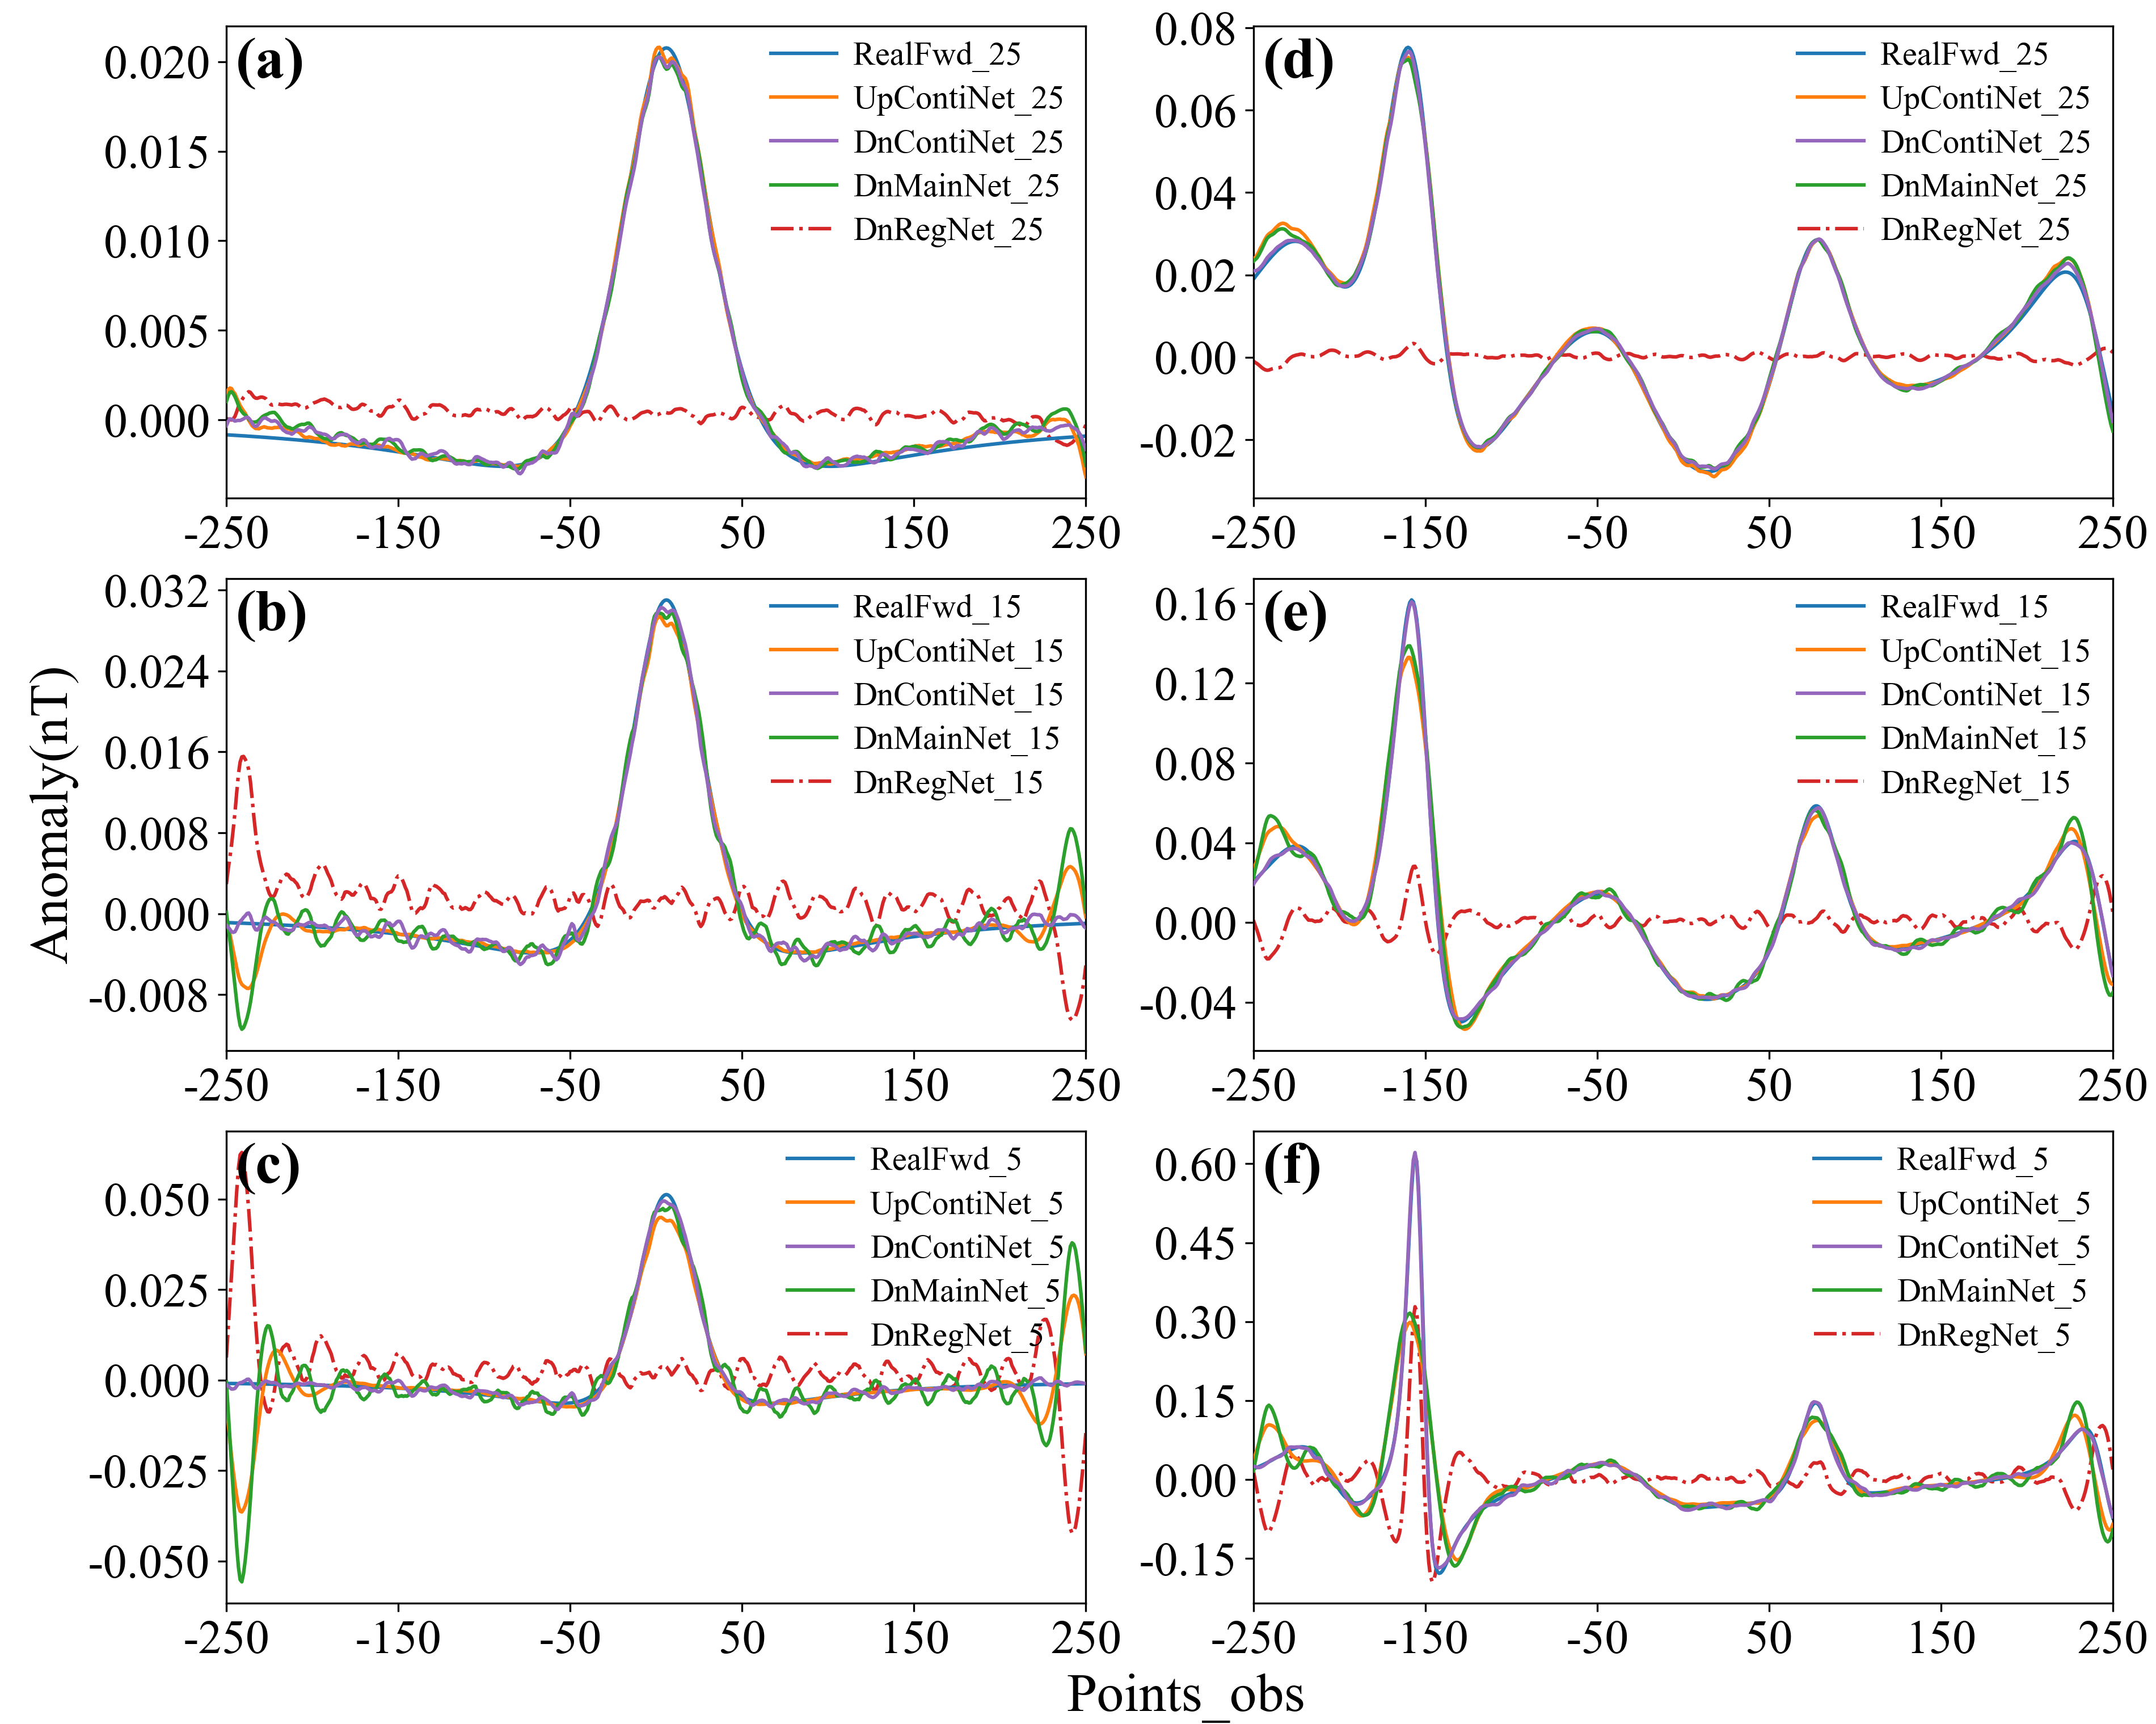 (a)
0.020
0.015
0.010
0.005
0.000
-250 -150 -50 50 150 250
RealFwd_25
UpContiNet_25
DnContiNet_25
DnMainNet_25
DnRegNet_25
(d)
0.08
0.06
0.04
0.02
0.00
-0.02
-250 -150 -50 50 150 250
RealFwd_25
UpContiNet_25
DnContiNet_25
DnMainNet_25
DnRegNet_25
Anomaly(nT)
(b)
0.032
0.024
0.016
0.008
0.000
-0.008
-250 -150 -50 50 150 250
RealFwd_15
UpContiNet_15
DnContiNet_15
DnMainNet_15
DnRegNet_15
(e)
0.16
0.12
0.08
0.04
0.00
-0.04
-250 -150 -50 50 150 250
RealFwd_15
UpContiNet_15
DnContiNet_15
DnMainNet_15
DnRegNet_15
(c)
0.050
0.025
0.000
-0.025
-0.050
-250 -150 -50 50 150 250
RealFwd_5
UpContiNet_5
DnContiNet_5
DnMainNet_5
DnRegNet_5
(f)
0.60
0.45
0.30
0.15
0.00
-0.15
-250 -150 -50 50 150 250
RealFwd_5
UpContiNet_5
DnContiNet_5
DnMainNet_5
DnRegNet_5
Points_obs